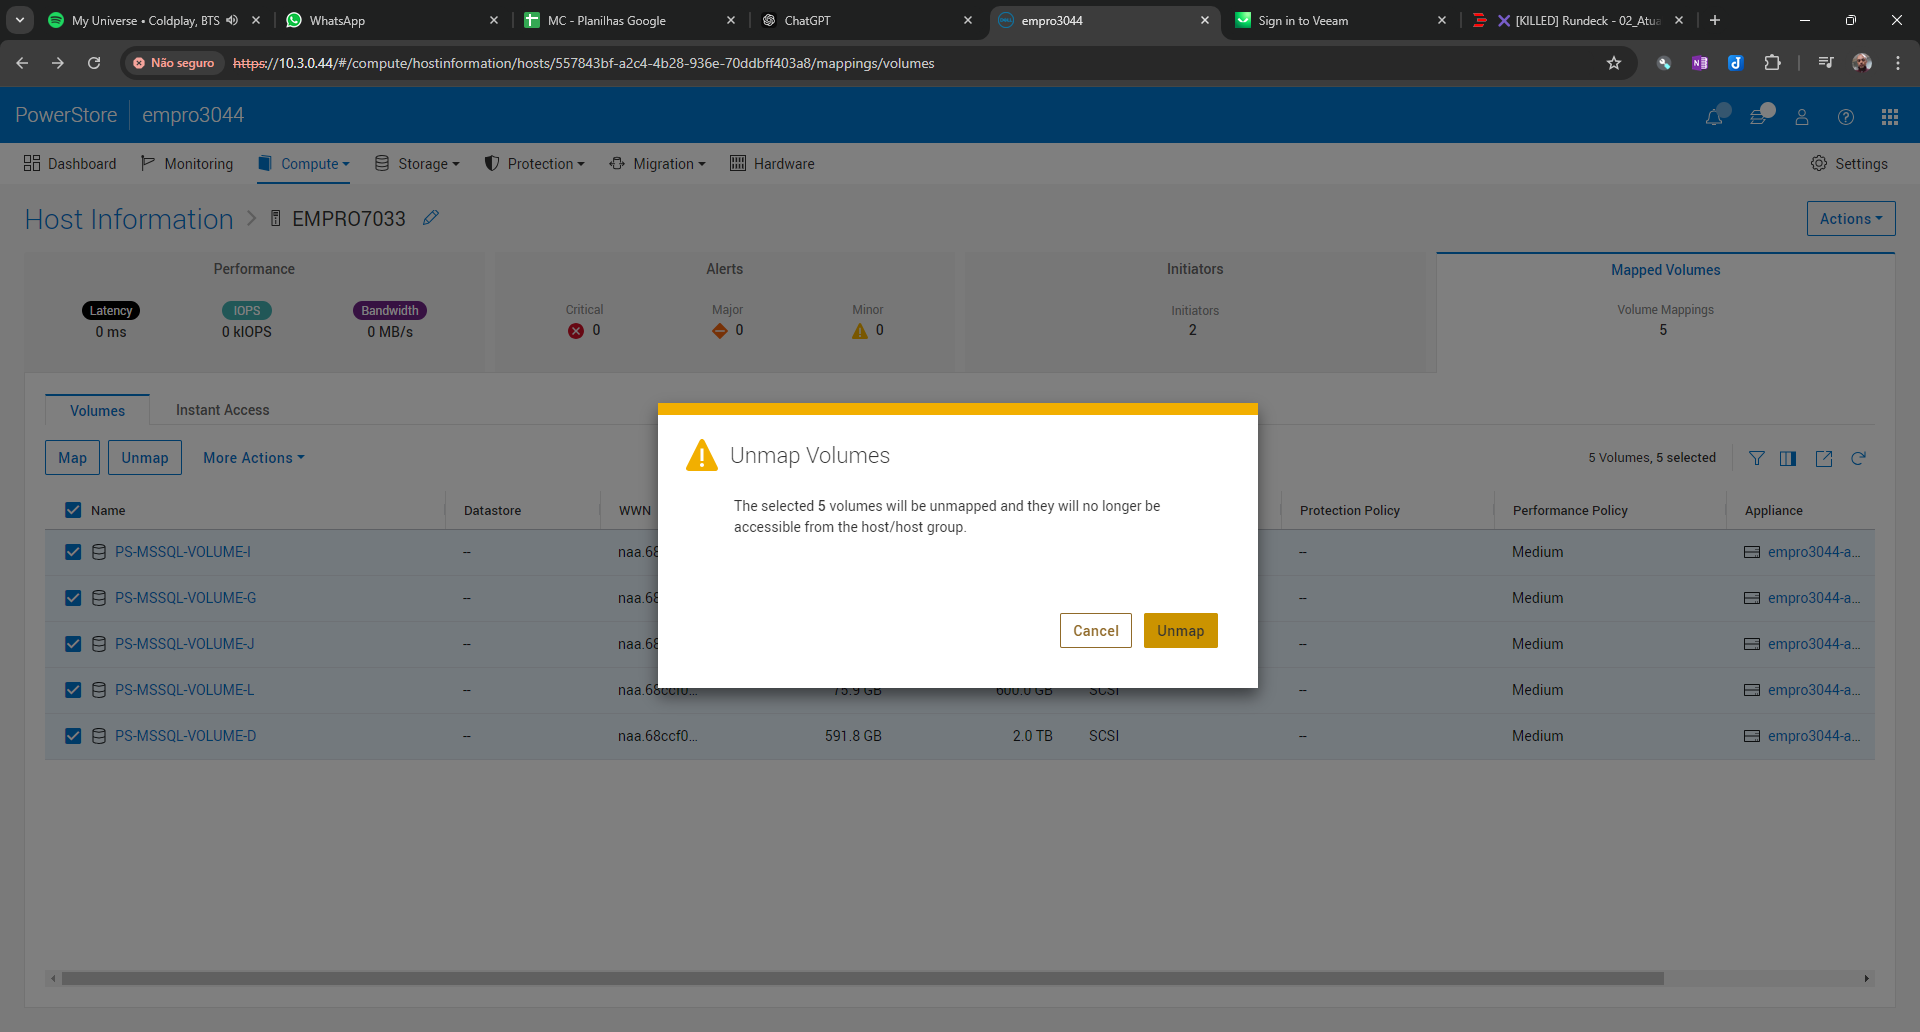 My Universe • Coldplay, BTS
WhatsApp
MC - Planilhas Google
ChatGPT
empro3044
Sign in to Veeam
[KILLED] Rundeck - 02_Atua
Não seguro
https://10.3.0.44/#/compute/hostinformation/hosts/557843bf-a2c4-4b28-936e-70ddbff403a8/mappings/volumes
PowerStore
empro3044
Dashboard
Monitoring
Compute
Storage
Protection
Migration
Hardware
Settings
Host Information
EMPRO7033
Actions
Performance
Alerts
Initiators
Mapped Volumes
Latency
IOPS
Bandwidth
Critical
Major
Minor
Initiators
Volume Mappings
0 ms
0 kIOPS
0 MB/s
0
0
0
2
5
Volumes
Instant Access
Map
Unmap
More Actions
5 Volumes, 5 selected
Unmap Volumes
The selected 5 volumes will be unmapped and they will no longer be
accessible from the host/host group.
Cancel
Unmap
Name
Datastore
WWN
Protection Policy
Performance Policy
Appliance
PS-MSSQL-VOLUME-I -- naa.68 -- Medium empro3044-a...
PS-MSSQL-VOLUME-G -- naa.68 -- Medium empro3044-a...
PS-MSSQL-VOLUME-J -- naa.68 -- Medium empro3044-a...
PS-MSSQL-VOLUME-L -- naa.68ccf0... 75.9 GB 600.0 GB SCSI -- Medium empro3044-a...
PS-MSSQL-VOLUME-D -- naa.68ccf0... 591.8 GB 2.0 TB SCSI -- Medium empro3044-a...